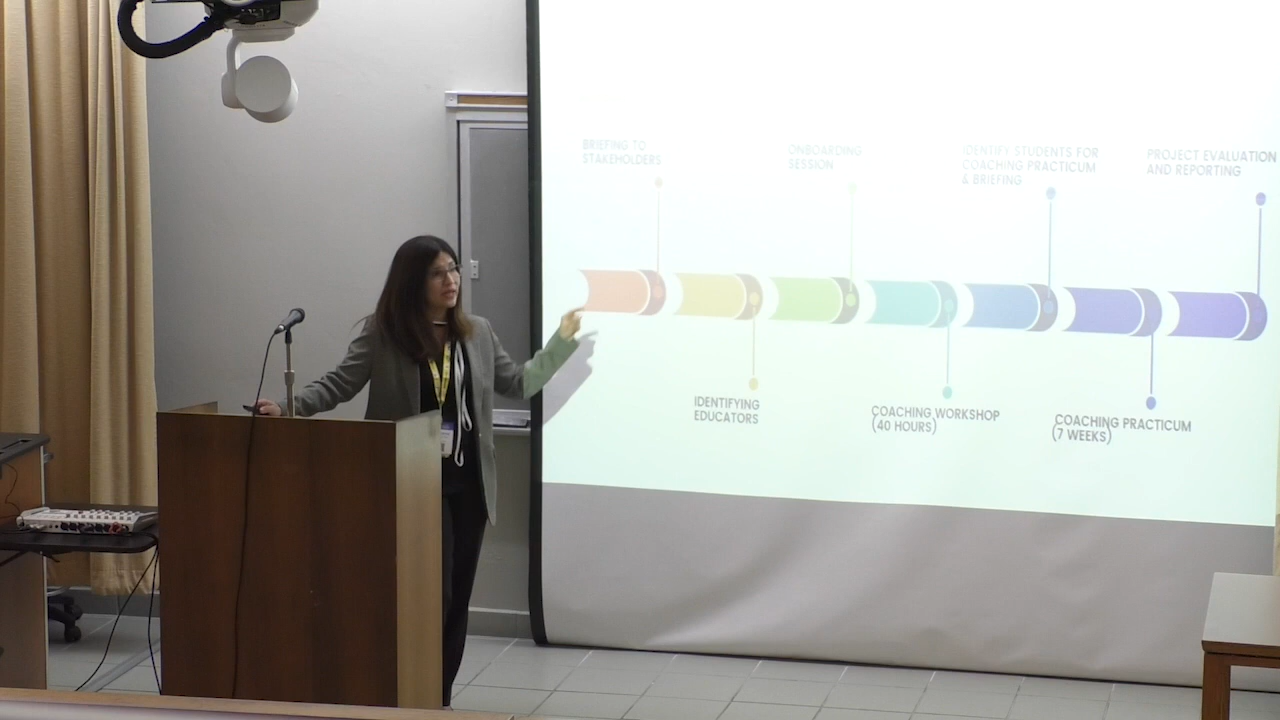 BRIEFING TO
STAKEHOLDERS
IDENTIFYING
EDUCATORS
ONBOARDING
SESSION
COACHING WORKSHOP
(40 HOURS)
IDENTIFY STUDENTS FOR
COACHING PRACTICUM
& BRIEFING
COACHING PRACTICUM
(7 WEEKS)
PROJECT EVALUATION
AND REPORTING